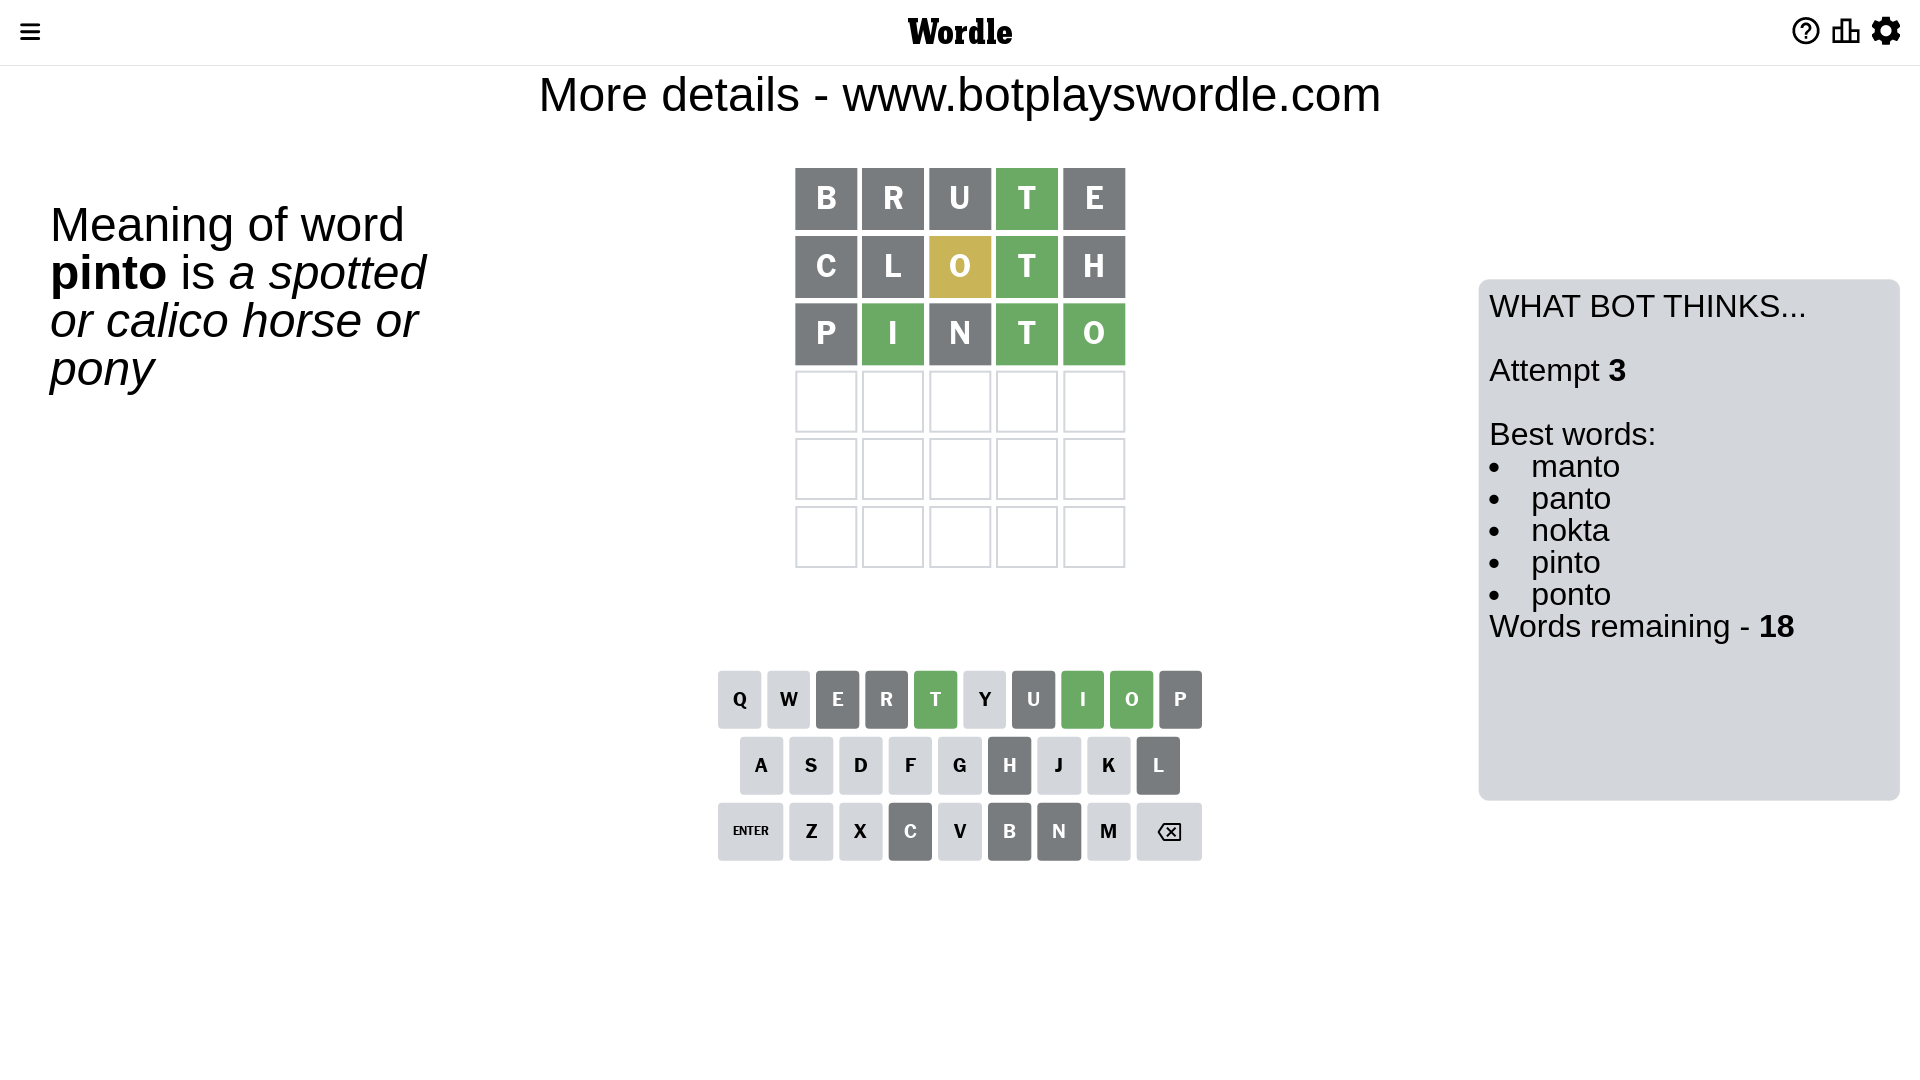 Wordle
More details - www.botplayswordle.com
Meaning of word
pinto is a spotted
or calico horse or
pony
B R U T E
C L O T H
P I N T O
WHAT BOT THINKS...
Attempt 3
Best words:
• manto
• panto
• nokta
• pinto
• ponto
Words remaining - 18
Q W E R T Y U I O P
A S D F G H J K L
ENTER Z X C V B N M